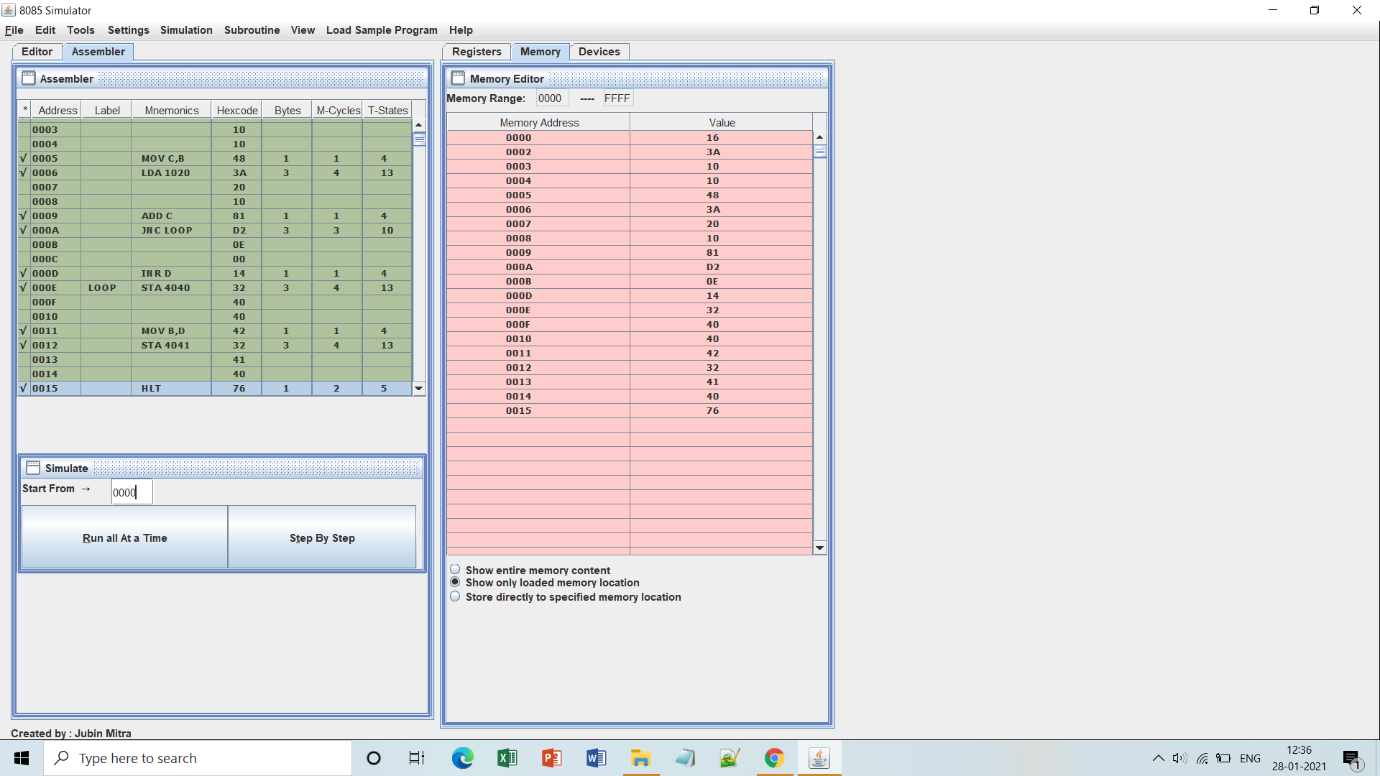 8085 Simulator
File Edit Tools Settings Simulation Subroutine View Load Sample Program Help
Editor Assembler
Assembler
* Address Label Mnemonics Hexcode Bytes M-Cycles T-States
0003 10
0004 10
√ 0005 MOV C,B 48 1 1 4
√ 0006 LDA 1020 3A 3 4 13
0007 20
0008 10
√ 0009 ADD C 81 1 1 4
√ 000A JNC LOOP D2 3 3 10
000B 0E
000C 00
√ 000D INR D 14 1 1 4
√ 000E LOOP STA 4040 32 3 4 13
000F 40
0010 40
√ 0011 MOV B,D 42 1 1 4
√ 0012 STA 4041 32 3 4 13
0013 41
0014 40
√ 0015 HLT 76 1 2 5
Simulate
Start From → 0000
Run all At a Time Step By Step
Registers Memory Devices
Memory Editor
Memory Range: 0000 ---- FFFF
Memory Address Value
0000 16
0002 3A
0003 10
0004 10
0005 48
0006 3A
0007 20
0008 10
0009 81
000A D2
000B 0E
000D 14
000E 32
000F 40
0010 40
0011 42
0012 32
0013 41
0014 40
0015 76
Show entire memory content
Show only loaded memory location
Store directly to specified memory location
Created by : Jubin Mitra
Type here to search
ENG
12:36
28-01-2021
1